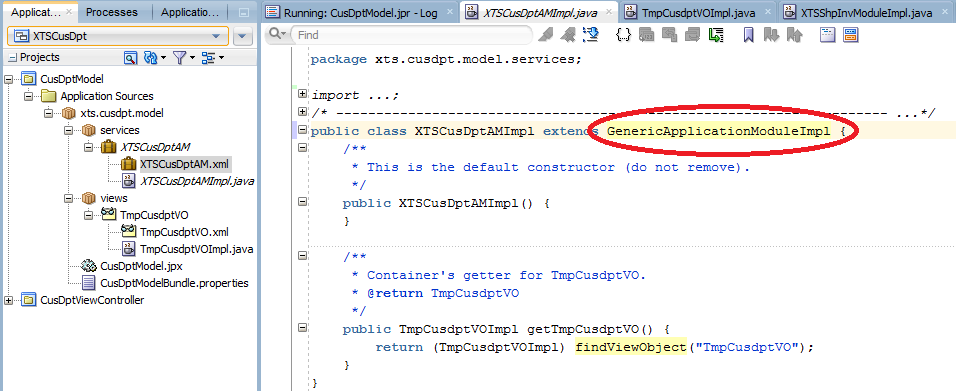 Applicat...
Processes
Applicatio...
XTSCusDpt
Projects
CusDptModel
Application Sources
xts.cusdpt.model
services
XTSCusDptAM
XTSCusDptAM.xml
XTSCusDptAMImpl.java
views
TmpCusdptVO
TmpCusdptVO.xml
TmpCusdptVOImpl.java
CusDptModel.jpx
CusDptModelBundle.properties
CusDptViewController
Running: CusDptModel.jpr - Log
XTSCusDptAMImpl.java
TmpCusdptVOImpl.java
XTSShpInvModuleImpl.java
Find
package xts.cusdpt.model.services;
import ...;
/* ---------------------------------------------------------------------- ...*/
public class XTSCusDptAMImpl extends GenericApplicationModuleImpl {
/**
* This is the default constructor (do not remove).
*/
public XTSCusDptAMImpl() {
}
/**
* Container's getter for TmpCusdptVO.
* @return TmpCusdptVO
*/
public TmpCusdptVOImpl getTmpCusdptVO() {
return (TmpCusdptVOImpl) findViewObject("TmpCusdptVO");
}
}